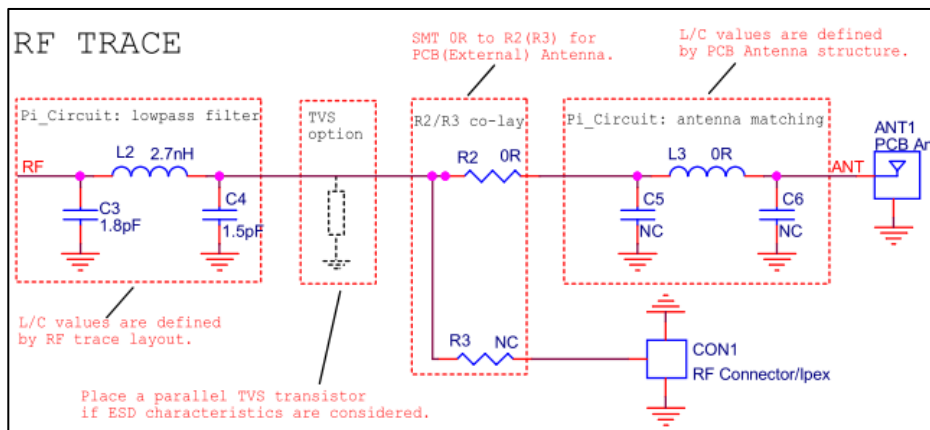 RF TRACE
SMT 0R to R2(R3) for
PCB(External) Antenna.
L/C values are defined
by PCB Antenna structure.
Pi_Circuit: lowpass filter
TVS
option
R2/R3 co-lay
Pi_Circuit: antenna matching
ANT1
PCB An
RF
L2 2.7nH
R2 0R
L3 0R
ANT
C3
1.8pF
C4
1.5pF
C5
NC
C6
NC
L/C values are defined
by RF trace layout.
R3 NC
CON1
RF Connector/Ipex
Place a parallel TVS transistor
if ESD characteristics are considered.